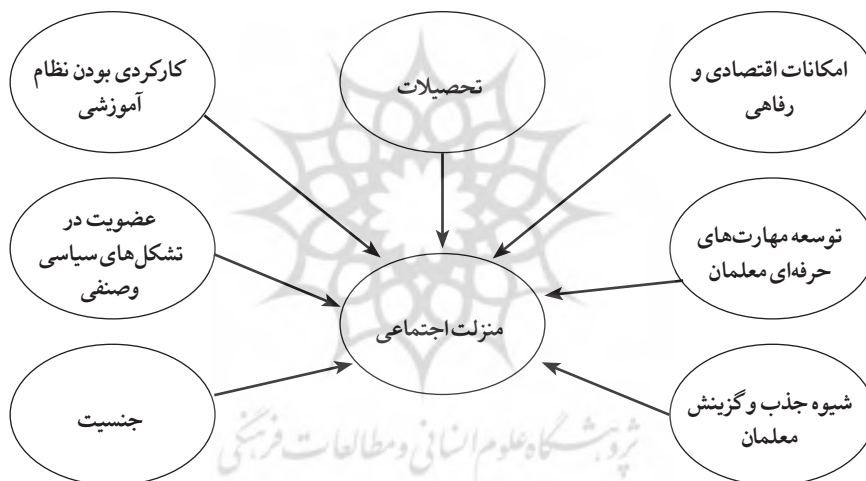 امکانات اقتصادی و
رفاهی
تحصیلات
کارکردی بودن نظام
آموزشی
توسعه مهارت‌های
حرفه‌ای معلمان
عضویت در
تشکل‌های سیاسی
وصنفی
منزلت اجتماعی
شیوه جذب و گزینش
معلمان
جنسیت
پژوهشگاه علوم انسانی و مطالعات فرهنگی